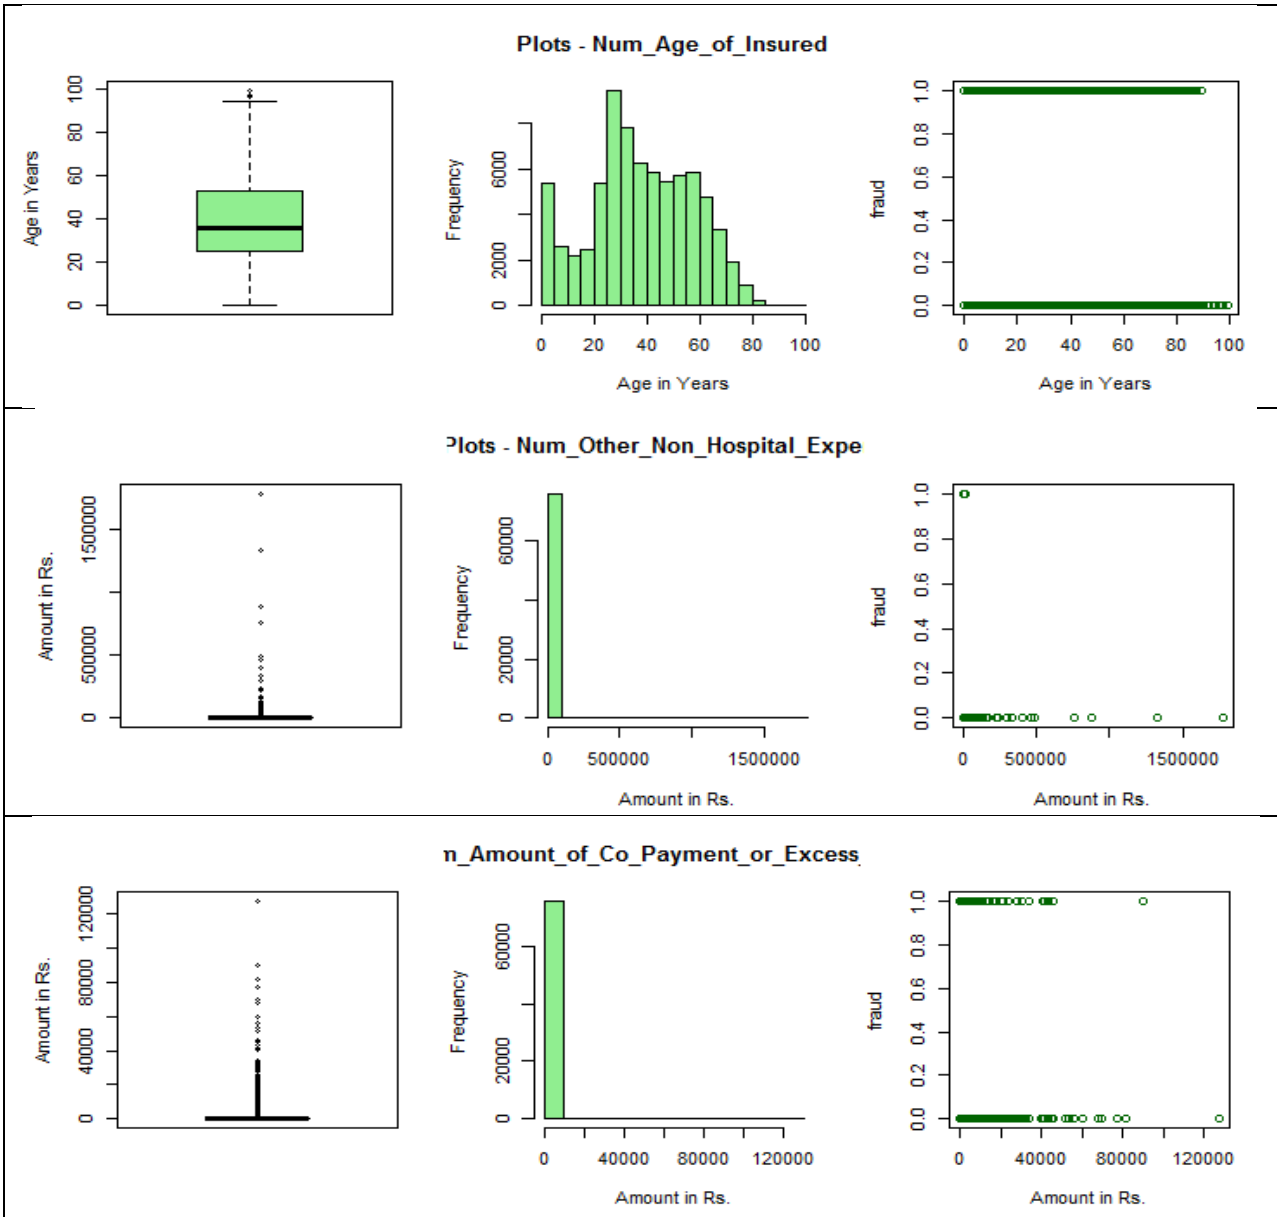 Plots - Num_Age_of_Insured
Age in Years
0 20 40 60 80 100
Frequency
0 2000 6000
0 20 40 60 80 100
Age in Years
fraud
0.0 0.2 0.4 0.6 0.8 1.0
0 20 40 60 80 100
Age in Years
Plots - Num_Other_Non_Hospital_Expe
Amount in Rs.
0 500000 1500000
Frequency
0 20000 60000
0 500000 1500000
Amount in Rs.
fraud
0.0 0.2 0.4 0.6 0.8 1.0
0 500000 1500000
Amount in Rs.
n_Amount_of_Co_Payment_or_Excess_
Amount in Rs.
0 40000 80000 120000
Frequency
0 20000 60000
0 40000 80000 120000
Amount in Rs.
fraud
0.0 0.2 0.4 0.6 0.8 1.0
0 40000 80000 120000
Amount in Rs.